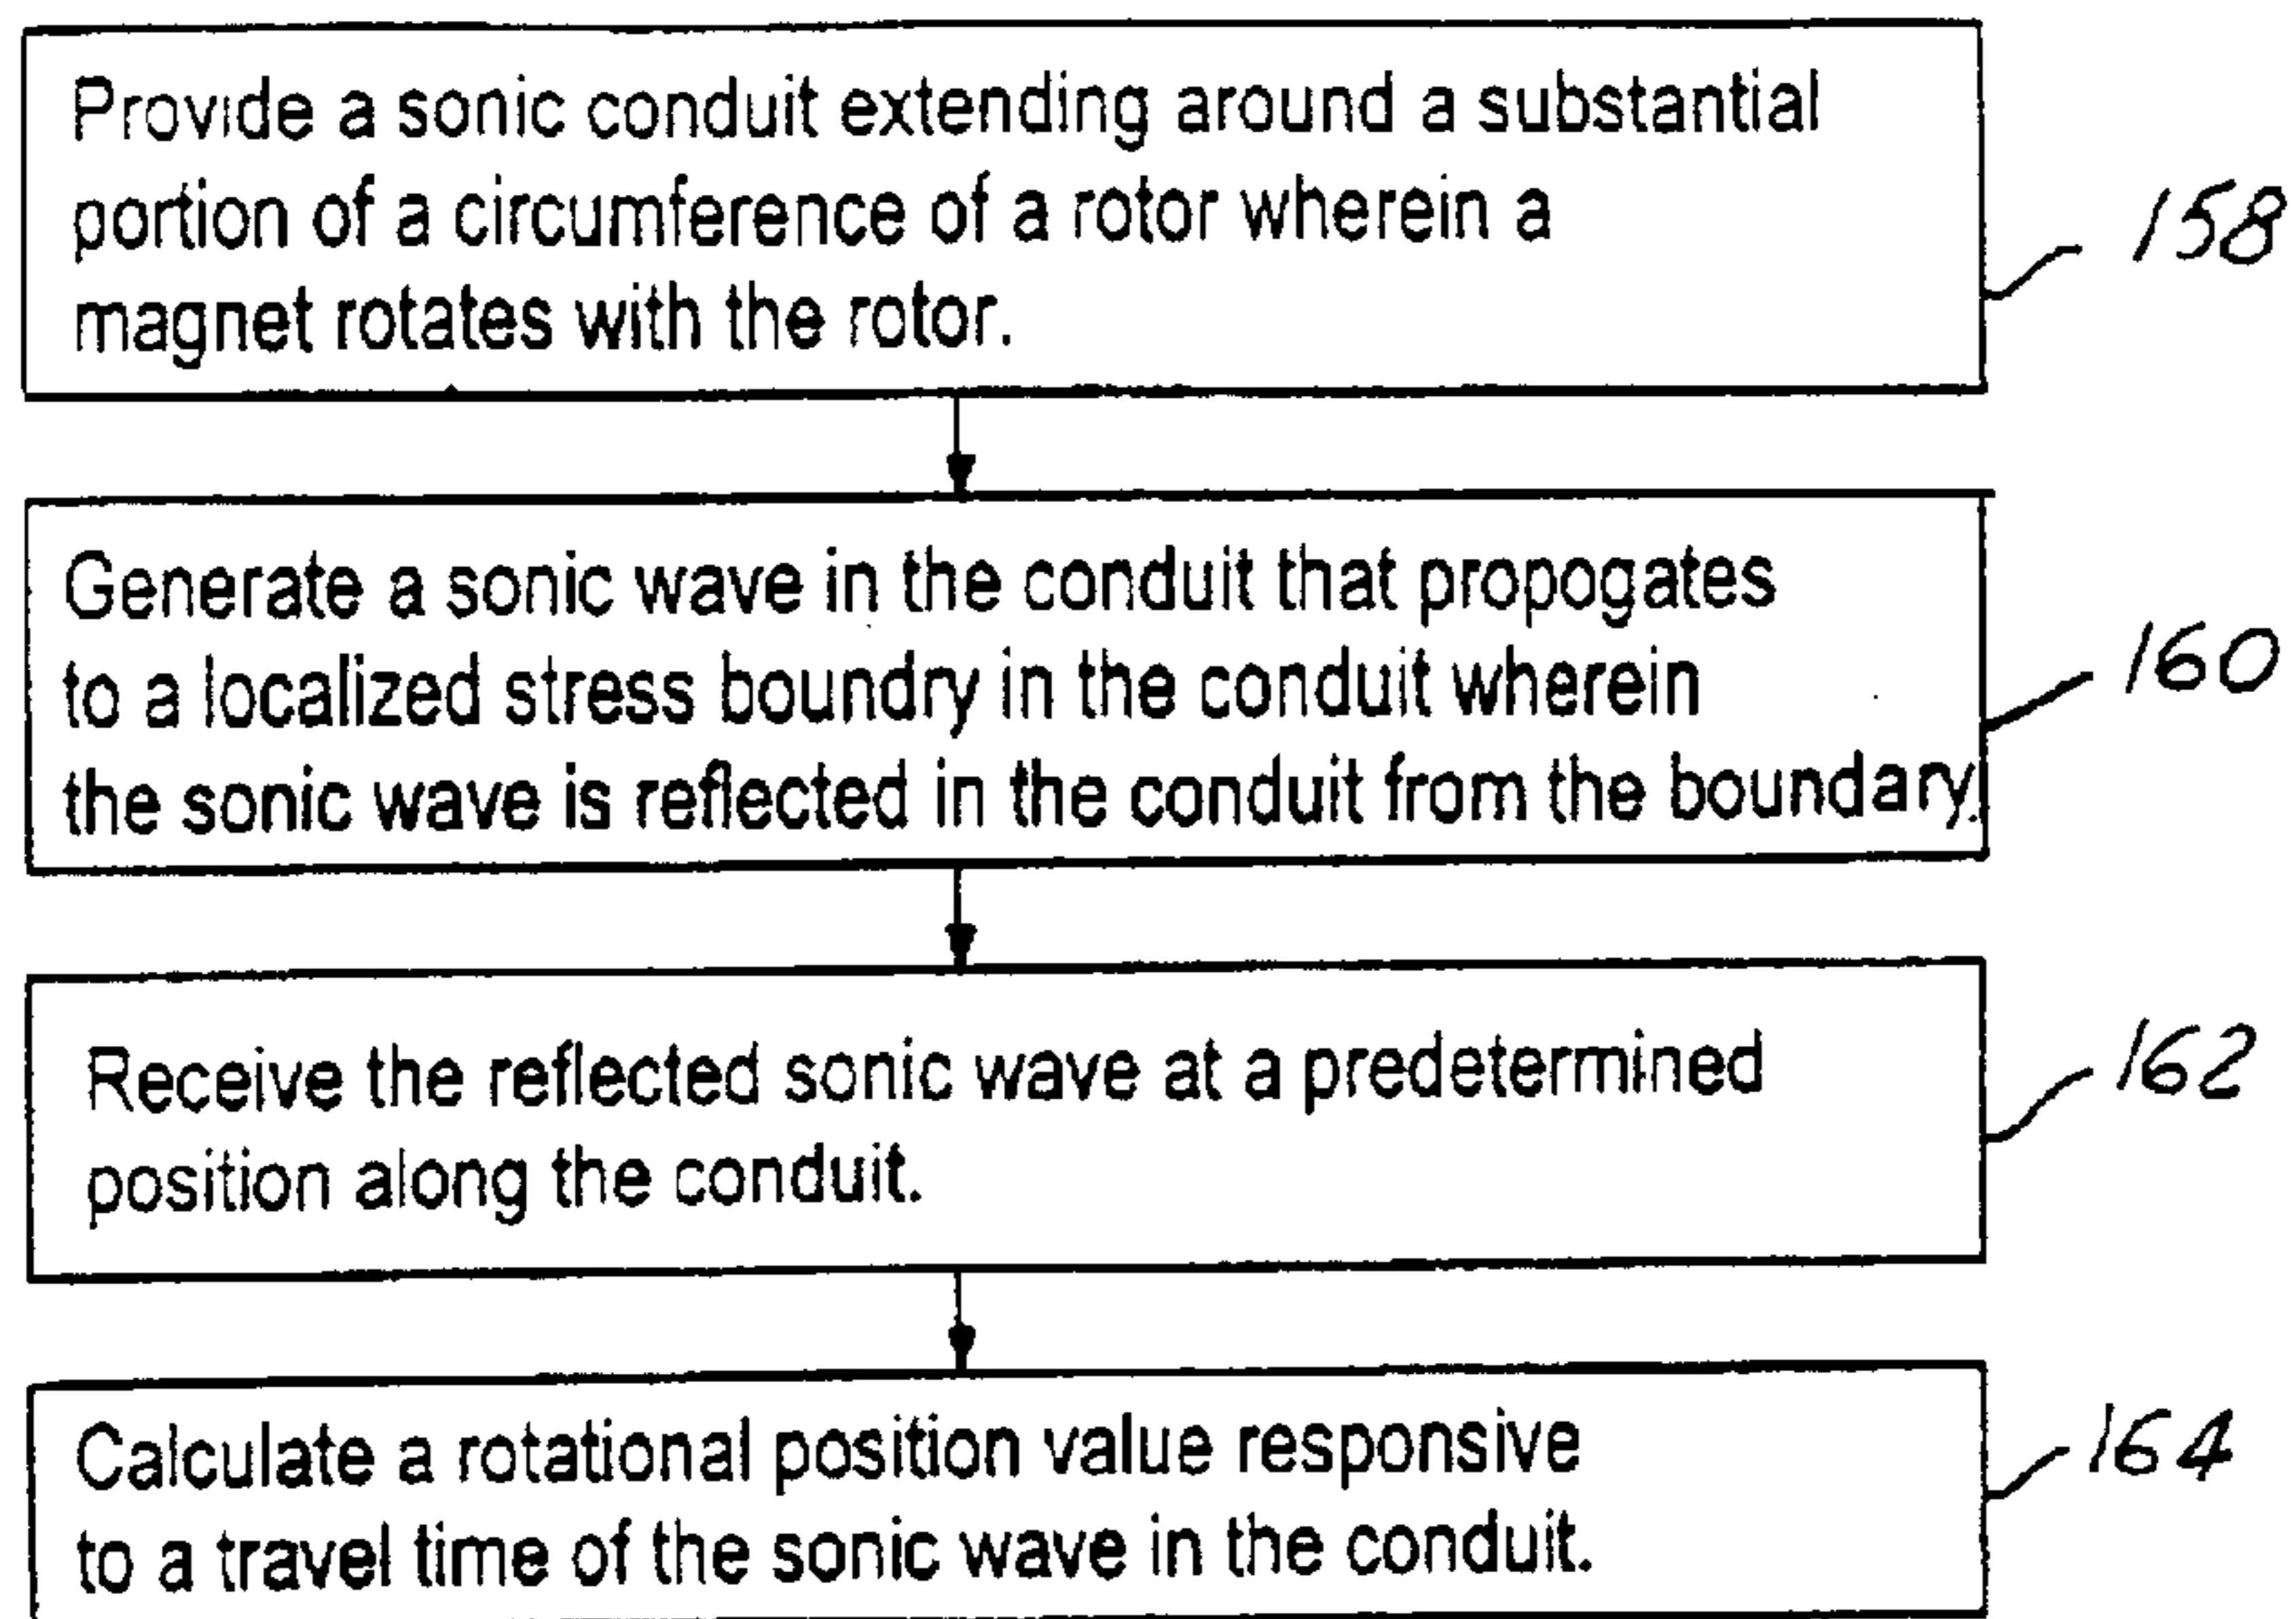 Provide a sonic conduit extending around a substantial
portion of a circumference of a rotor wherein a
magnet rotates with the rotor.
158
Generate a sonic wave in the conduit that propogates
to a localized stress boundry in the conduit wherein
the sonic wave is reflected in the conduit from the boundary.
160
Receive the reflected sonic wave at a predetermined
position along the conduit.
162
Calculate a rotational position value responsive
to a travel time of the sonic wave in the conduit.
164